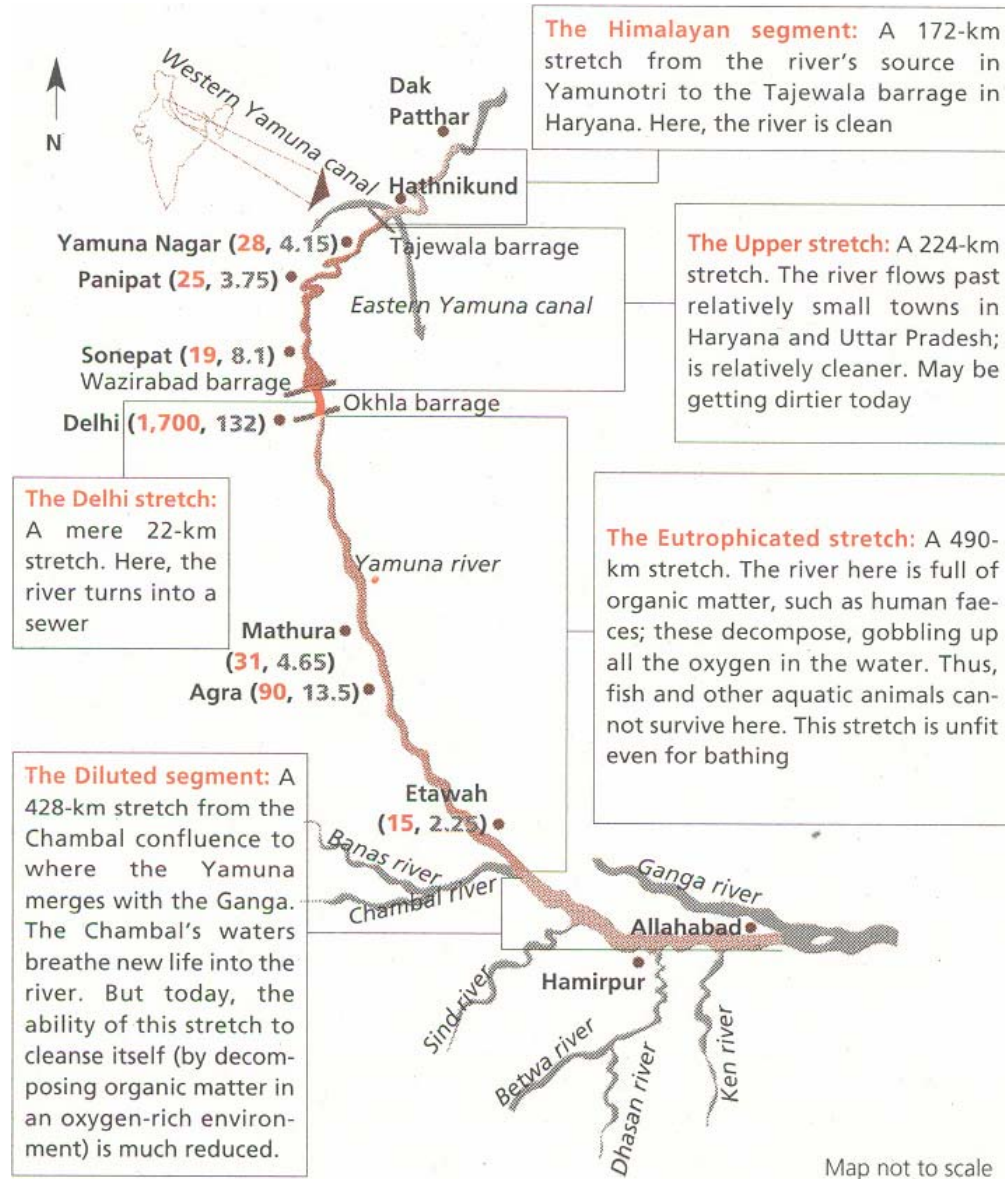 The Himalayan segment: A 172-km
stretch from the river's source in
Yamunotri to the Tajewala barrage in
Haryana. Here, the river is clean
N
Western Yamuna canal
Dak
Patthar
Hathnikund
Yamuna Nagar (28, 4.15)
Tajewala barrage
Panipat (25, 3.75)
Eastern Yamuna canal
The Upper stretch: A 224-km
stretch. The river flows past
relatively small towns in
Haryana and Uttar Pradesh;
is relatively cleaner. May be
getting dirtier today
Sonepat (19, 8.1)
Wazirabad barrage
Okhla barrage
Delhi (1,700, 132)
The Delhi stretch:
A mere 22-km
stretch. Here, the
river turns into a
sewer
Yamuna river
The Eutrophicated stretch: A 490-
km stretch. The river here is full of
organic matter, such as human fae-
ces; these decompose, gobbling up
all the oxygen in the water. Thus,
fish and other aquatic animals can-
not survive here. This stretch is unfit
even for bathing
Mathura
(31, 4.65)
Agra (90, 13.5)
The Diluted segment: A
428-km stretch from the
Chambal confluence to
where the Yamuna
merges with the Ganga.
The Chambal's waters
breathe new life into the
river. But today, the
ability of this stretch to
cleanse itself (by decom-
posing organic matter in
an oxygen-rich environ-
ment) is much reduced.
Etawah
(15, 2.25)
Banas river
Chambal river
Ganga river
Allahabad
Hamirpur
Sind river
Betwa river
Dhasan river
Ken river
Map not to scale